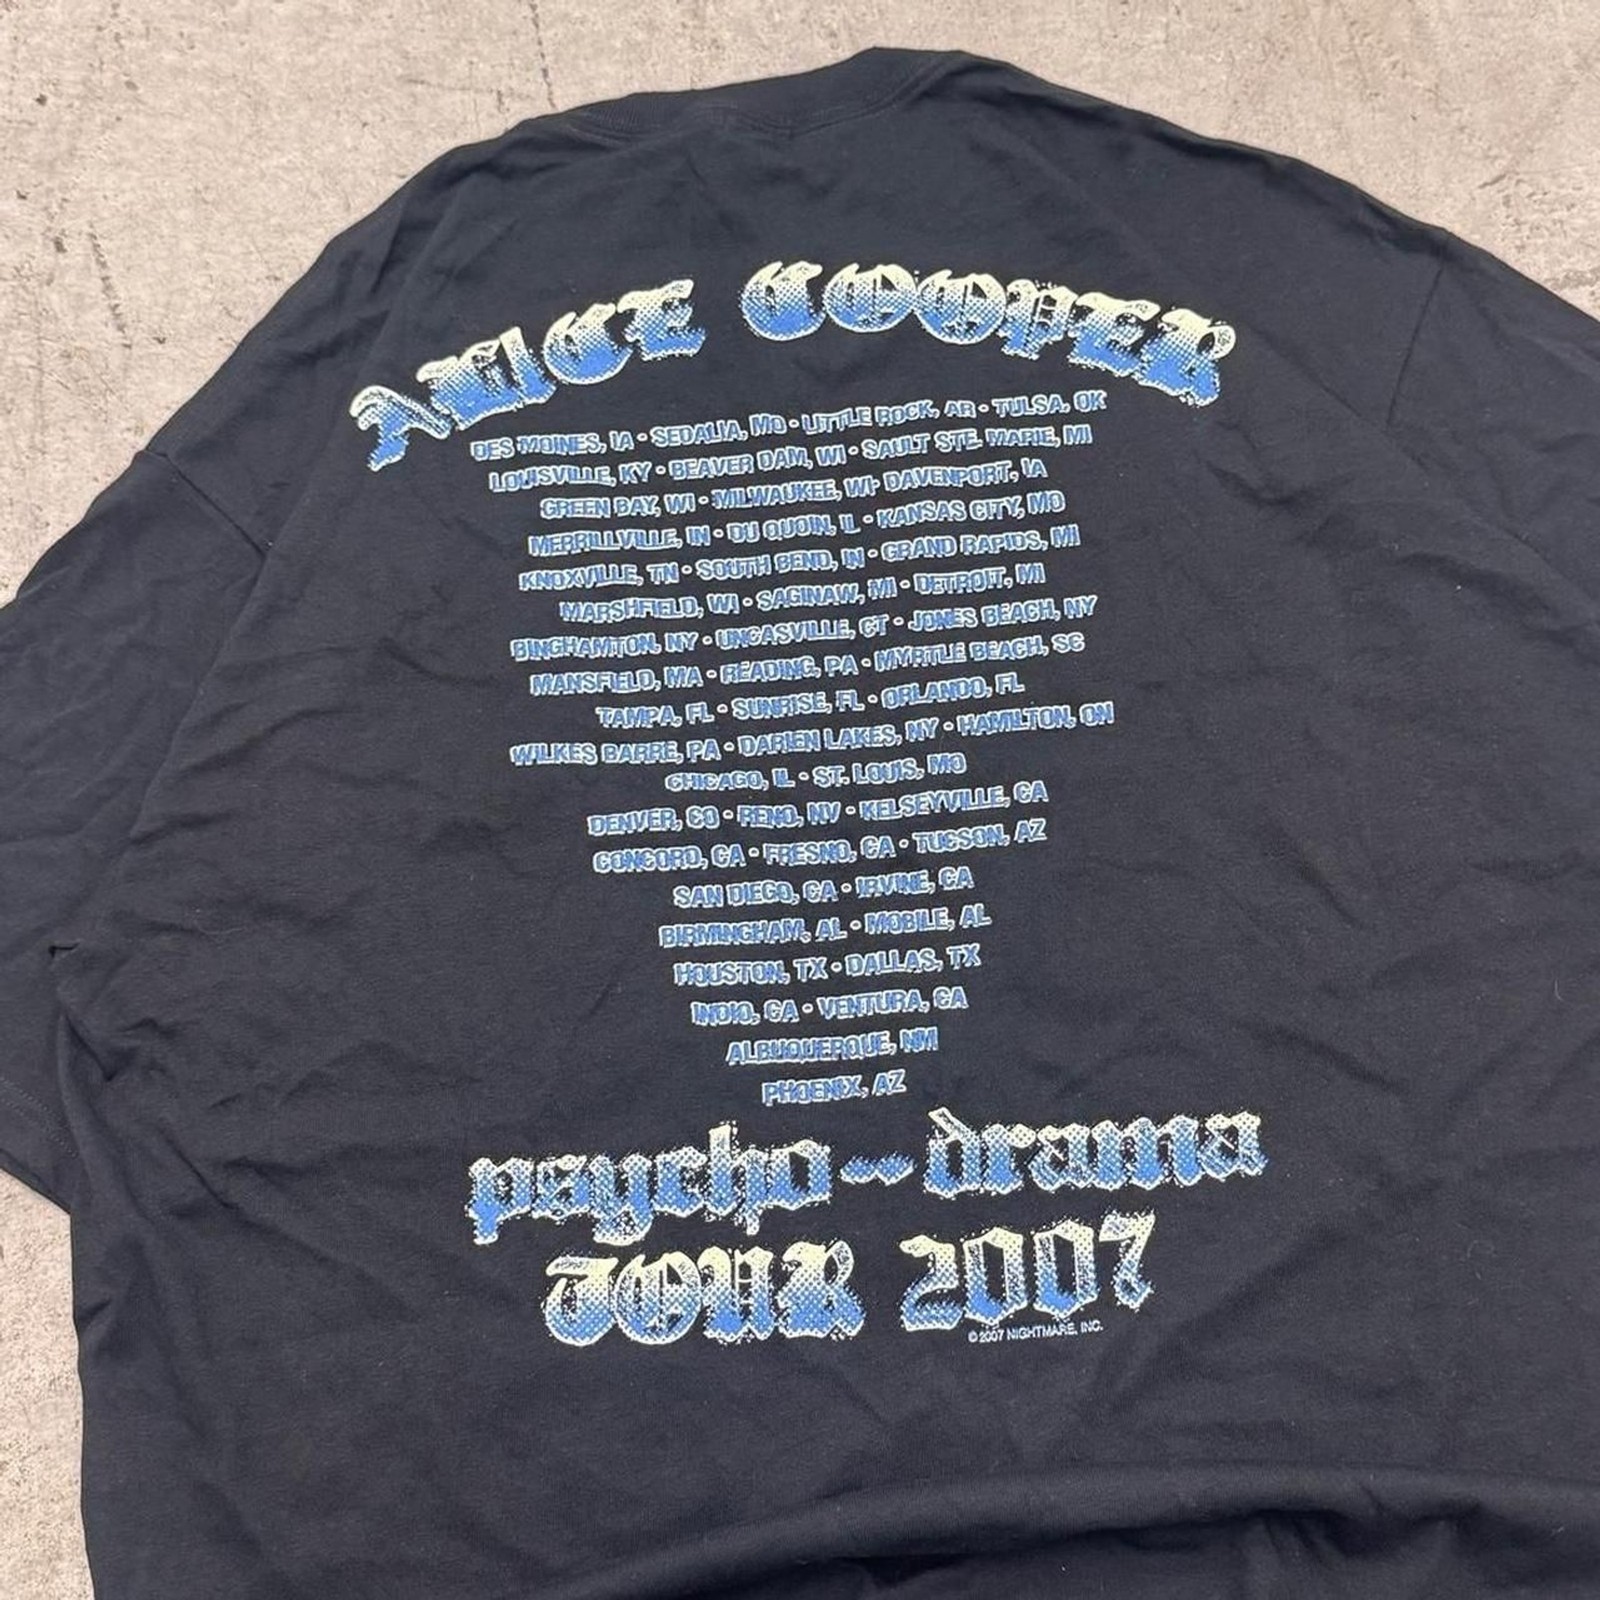 ALICE COOPER
DES MOINES, IA • SEDALIA, MO • LITTLE ROCK, AR • TULSA, OK
LOUISVILLE, KY • BEAVER DAM, WI • SAULT STE. MARIE, MI
GREEN BAY, WI • MILWAUKEE, WI• DAVENPORT, IA
MERRILLVILLE, IN • DU QUOIN, IL • KANSAS CITY, MO
KNOXVILLE, TN • SOUTH BEND, IN • GRAND RAPIDS, MI
MARSHFIELD, WI • SAGINAW, MI • DETROIT, MI
BINGHAMTON, NY • UNCASVILLE, CT • JONES BEACH, NY
MANSFIELD, MA • READING, PA • MYRTLE BEACH, SC
TAMPA, FL • SUNRISE, FL • ORLANDO, FL
WILKES BARRE, PA • DARIEN LAKES, NY • HAMILTON, ON
CHICAGO, IL • ST. LOUIS, MO
DENVER, CO • RENO, NV • KELSEYVILLE, CA
CONCORD, CA • FRESNO, CA • TUCSON, AZ
SAN DIEGO, CA • IRVINE, CA
BIRMINGHAM, AL • MOBILE, AL
HOUSTON, TX • DALLAS, TX
INDIO, CA • VENTURA, CA
ALBUQUERQUE, NM
PHOENIX, AZ
psycho-drama
TOUR 2007
© 2007 NIGHTMARE, INC.